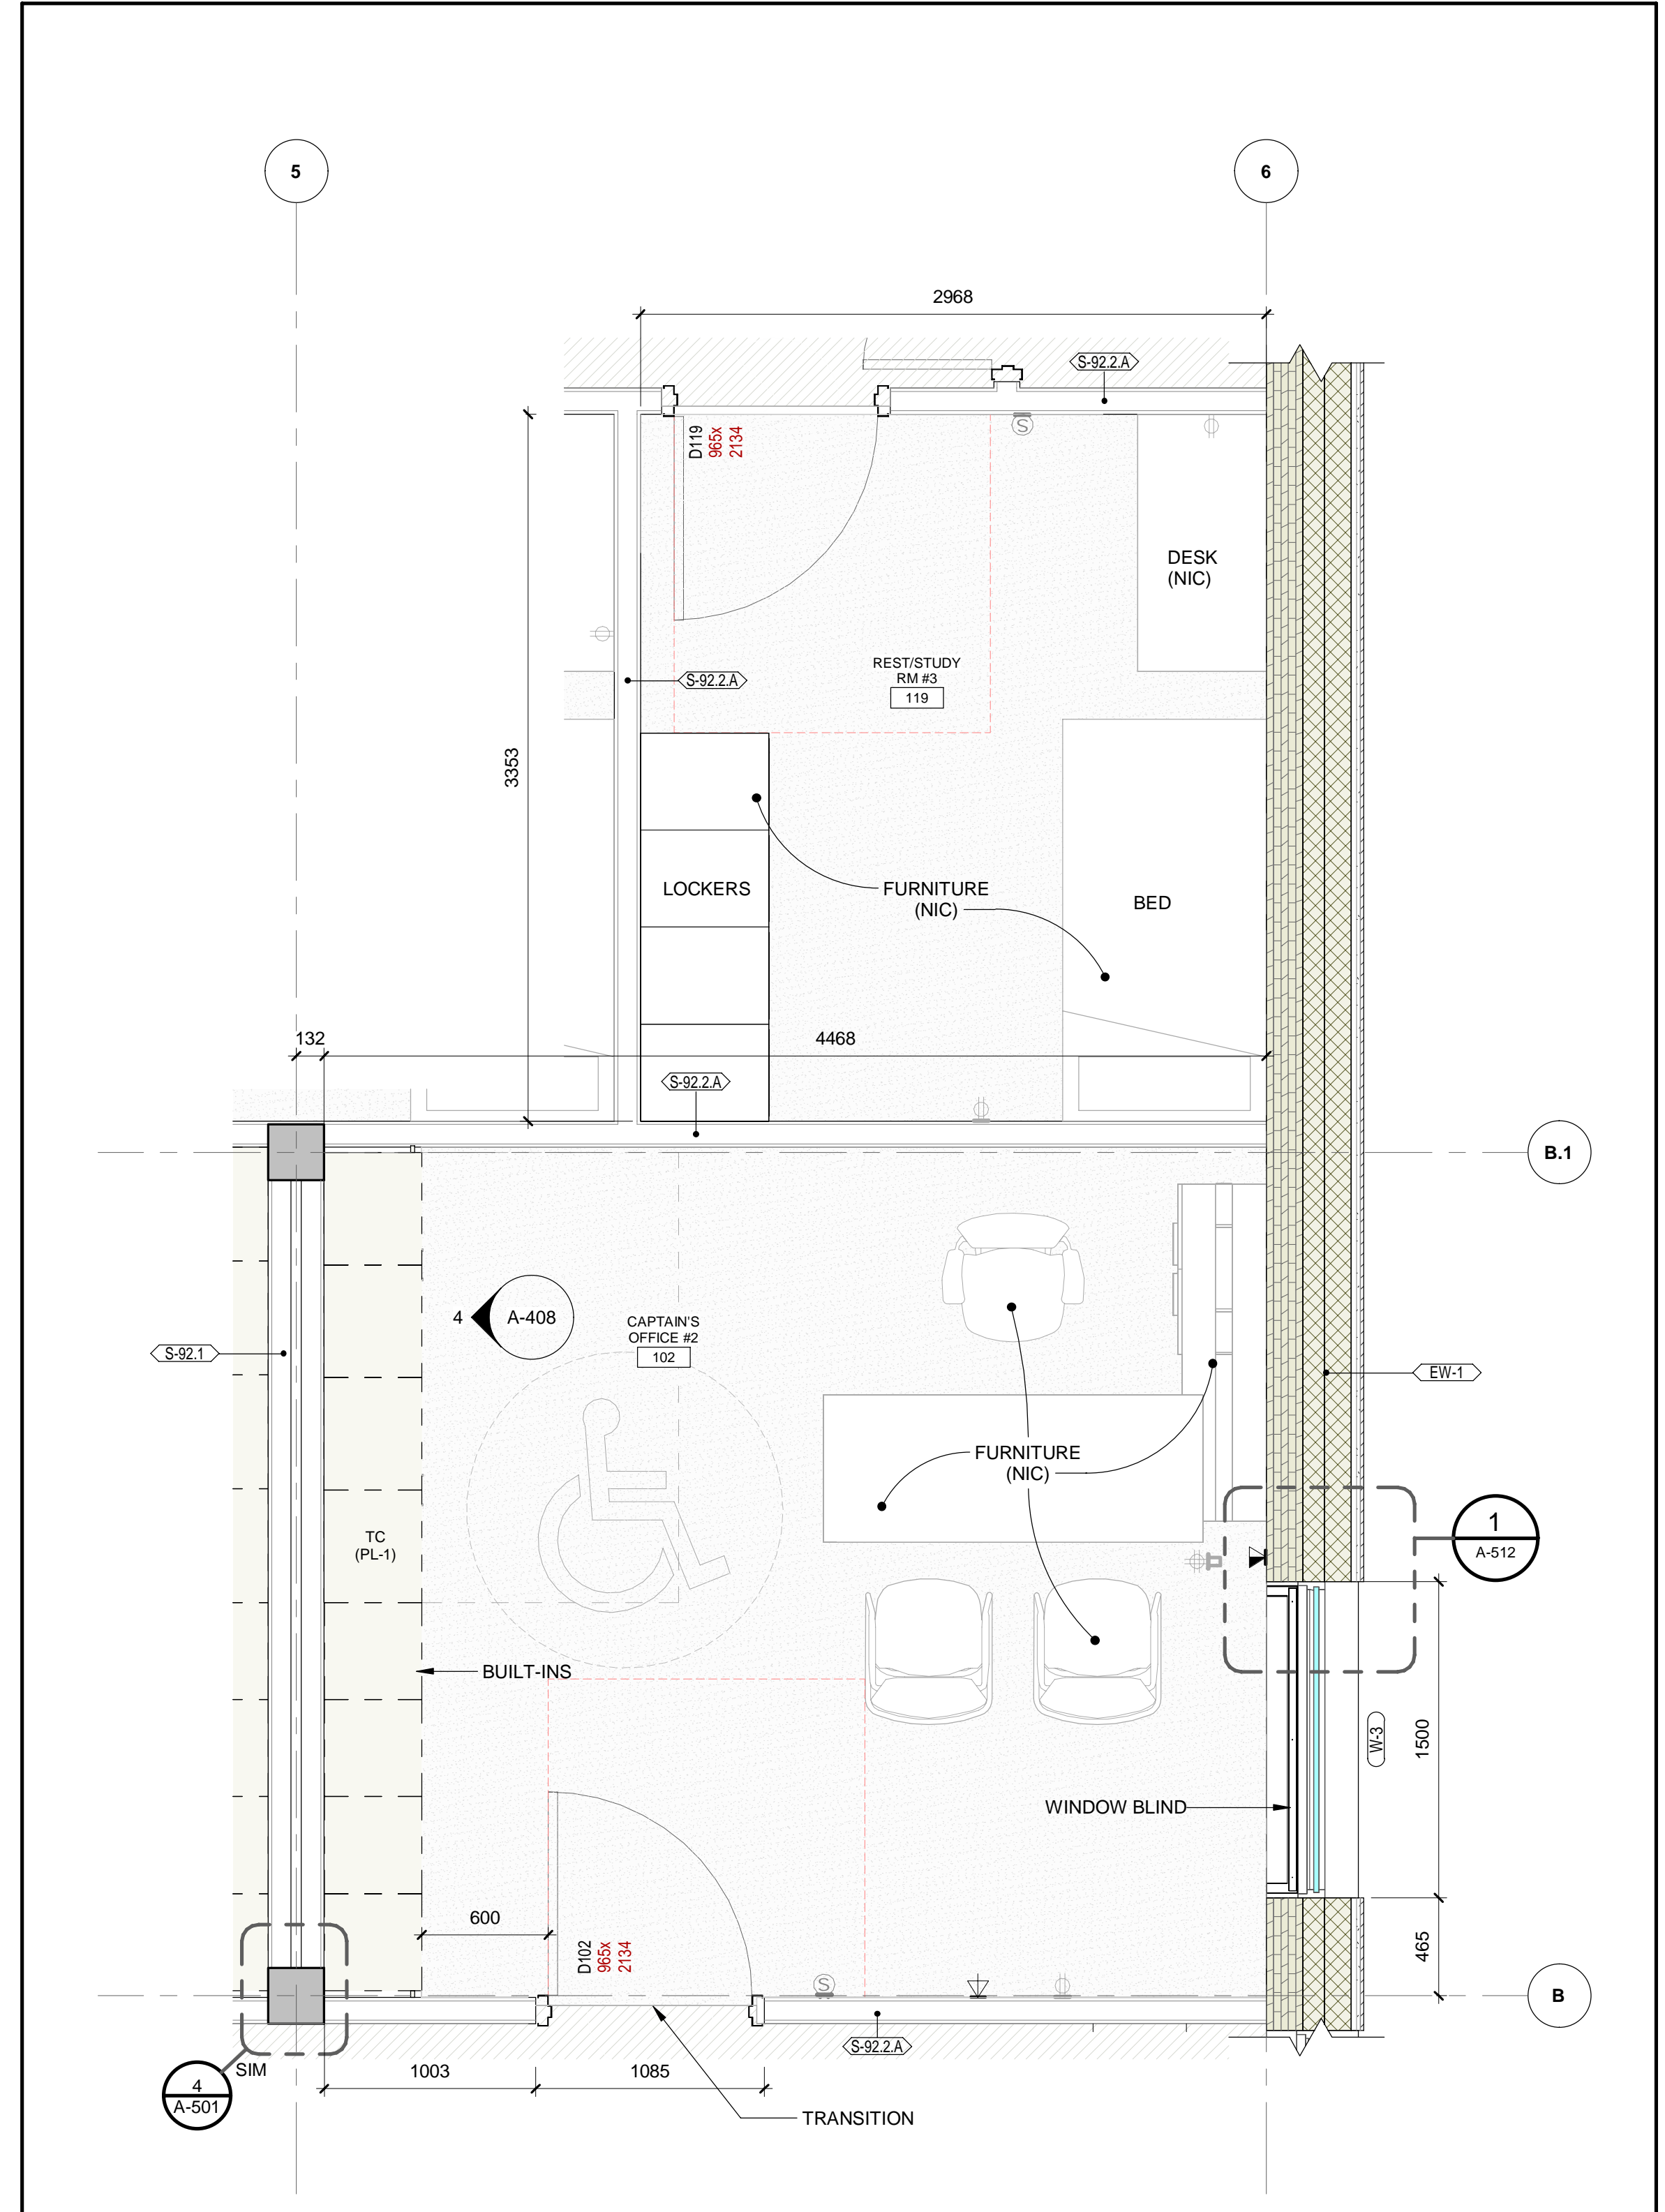 5
6
2968
S-92.2.A
D119
965x
2134
S
DESK
(NIC)
REST/STUDY
RM #3
119
S-92.2.A
3353
LOCKERS
FURNITURE
(NIC)
BED
132
4468
S-92.2.A
B.1
4
A-408
CAPTAIN'S
OFFICE #2
102
S-92.1
EW-1
FURNITURE
(NIC)
TC
(PL-1)
1
A-512
BUILT-INS
W-3
1500
WINDOW BLIND
600
D102
965x
2134
465
S
B
S-92.2.A
SIM
4
A-501
1003
1085
TRANSITION